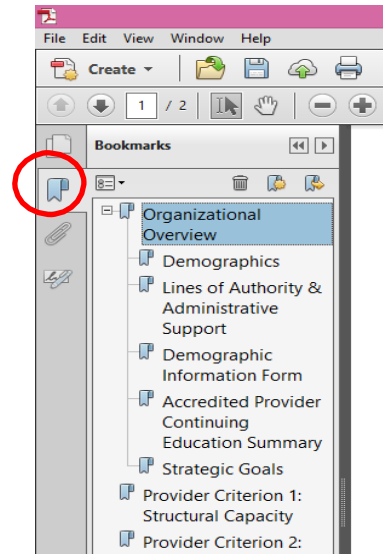 File Edit View Window Help
Create
1 / 2
Bookmarks
Organizational
Overview
Demographics
Lines of Authority &
Administrative
Support
Demographic
Information Form
Accredited Provider
Continuing
Education Summary
Strategic Goals
Provider Criterion 1:
Structural Capacity
Provider Criterion 2: